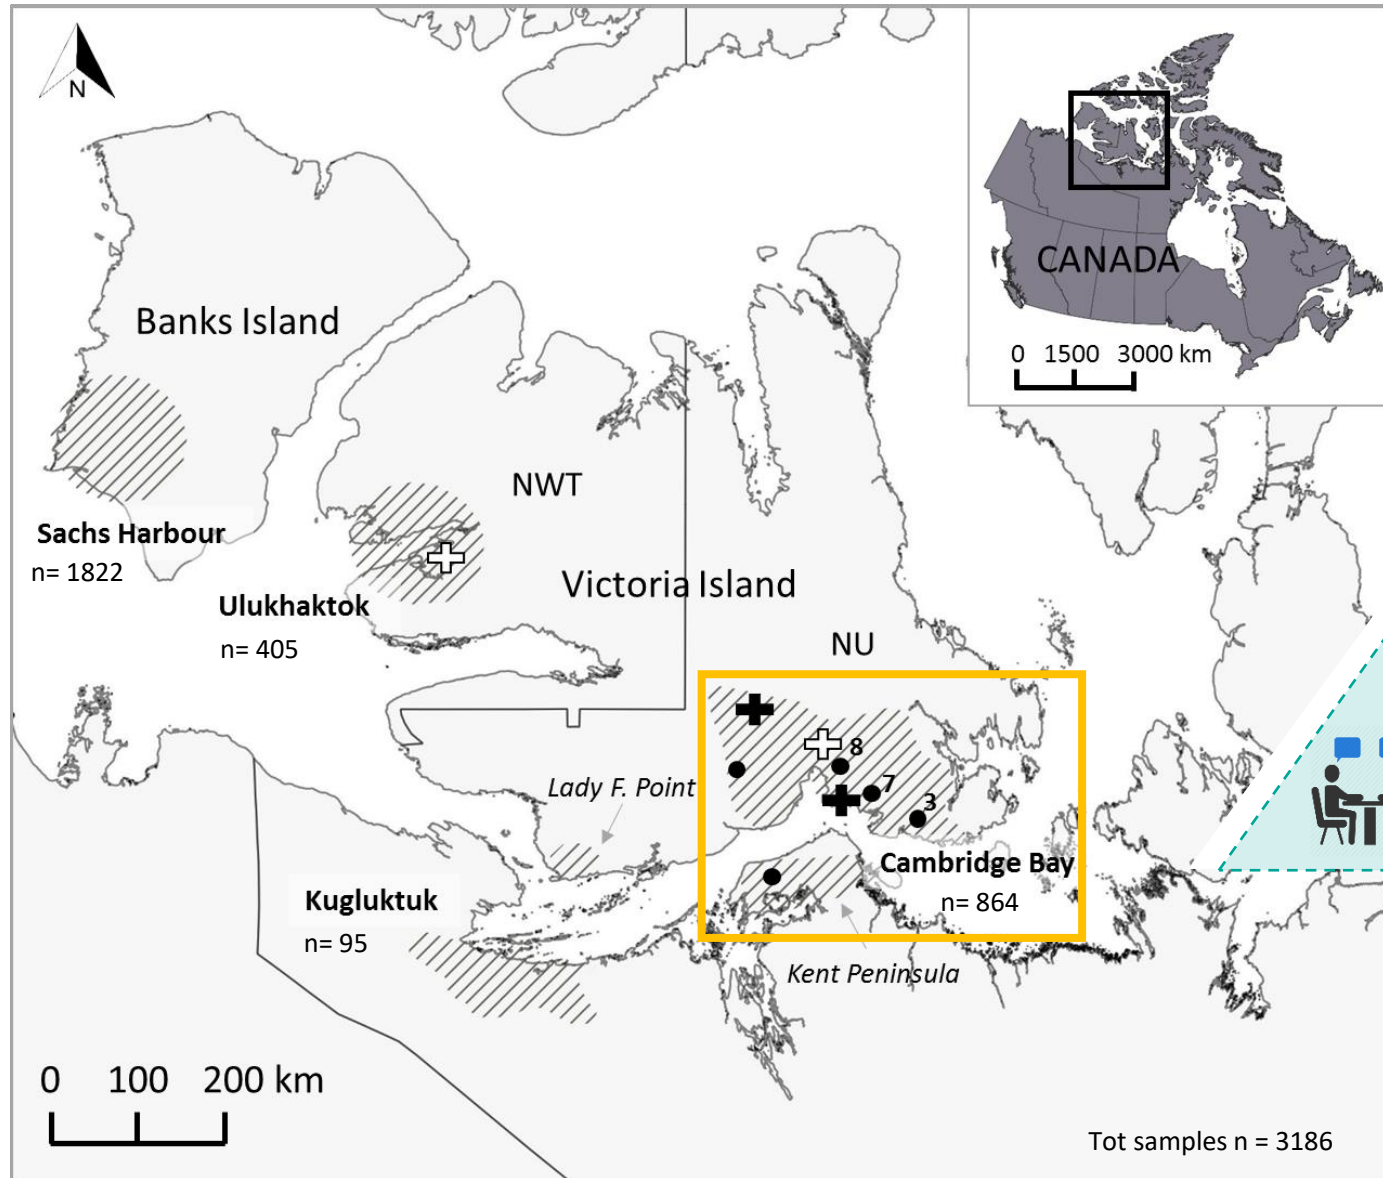 N
CANADA
0 1500 3000 km
Banks Island
NWT
Sachs Harbour
n= 1822
Victoria Island
Ulukhaktok
n= 405
NU
8
7
3
Lady F. Point
Cambridge Bay
n= 864
Kugluktuk
n= 95
Kent Peninsula
0 100 200 km
Tot samples n = 3186